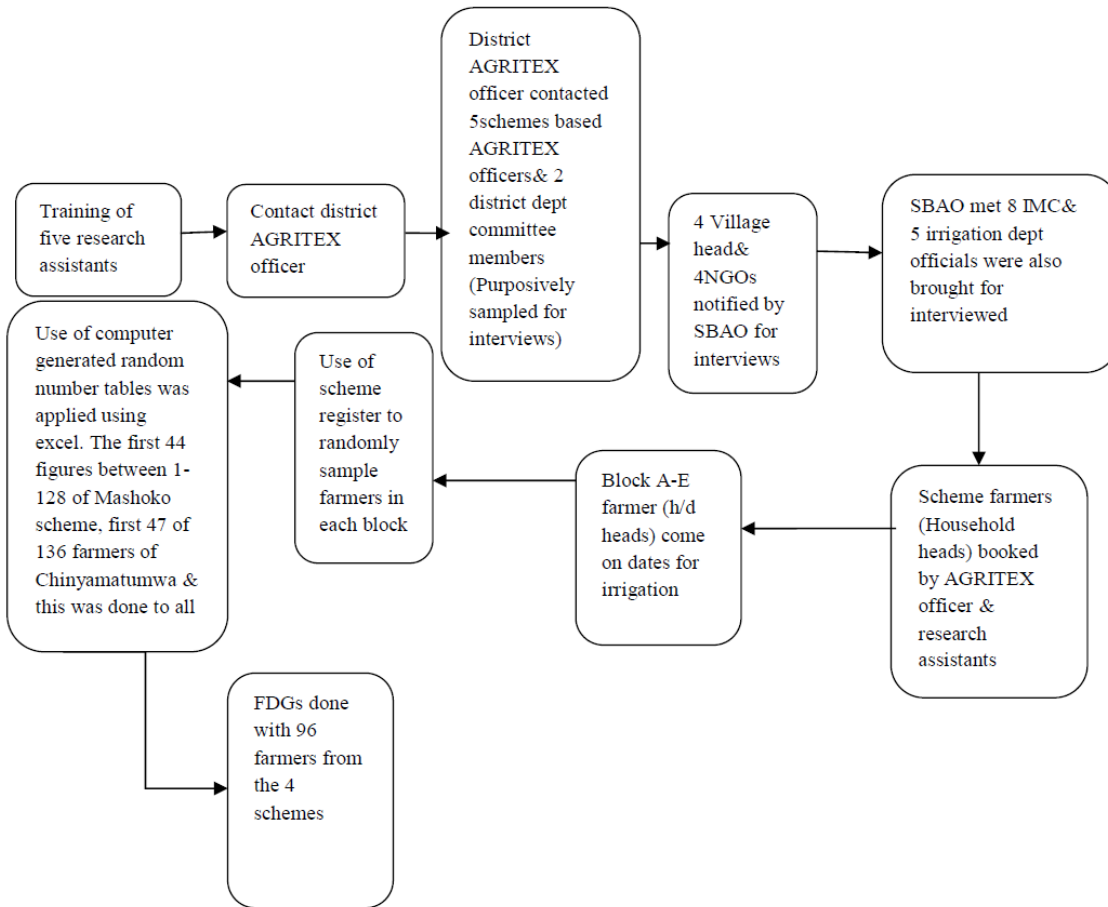 Training of
five research
assistants
Contact district
AGRITEX
officer
District
AGRITEX
officer contacted
5schemes based
AGRITEX
officers& 2
district dept
committee
members
(Purposively
sampled for
interviews)
4 Village
head&
4NGOs
notified by
SBAO for
interviews
SBAO met 8 IMC&
5 irrigation dept
officials were also
brought for
interviewed
Scheme farmers
(Household
heads) booked
by AGRITEX
officer &
research
assistants
Block A-E
farmer (h/d
heads) come
on dates for
irrigation
Use of
scheme
register to
randomly
sample
farmers in
each block
Use of computer
generated random
number tables was
applied using
excel. The first 44
figures between 1-
128 of Mashoko
scheme, first 47 of
136 farmers of
Chinyamatumwa &
this was done to all
FDGs done
with 96
farmers from
the 4
schemes